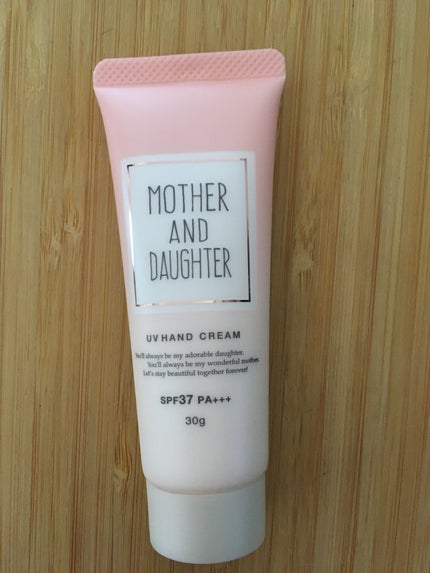 MOTHER
AND
DAUGHTER
UV HAND CREAM
You'll always be my adorable daughter.
You'll always be my wonderful mother.
Let's stay beautiful together forever!
SPF37 PA+++
30g